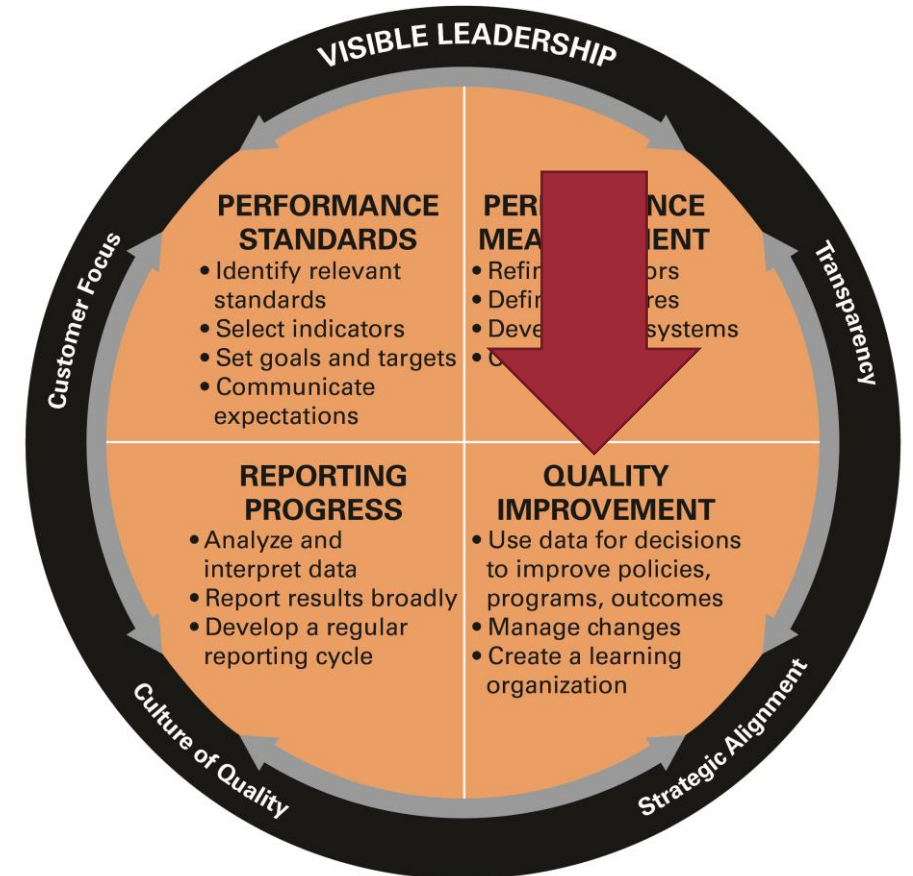 VISIBLE LEADERSHIP
Customer Focus
Transparency
PERFORMANCE
STANDARDS
• Identify relevant
standards
• Select indicators
• Set goals and targets
• Communicate
expectations
systems
REPORTING
PROGRESS
• Analyze and
interpret data
• Report results broadly
• Develop a regular
reporting cycle
QUALITY
IMPROVEMENT
• Use data for decisions
to improve policies,
programs, outcomes
• Manage changes
• Create a learning
organization
Culture of Quality
Strategic Alignment